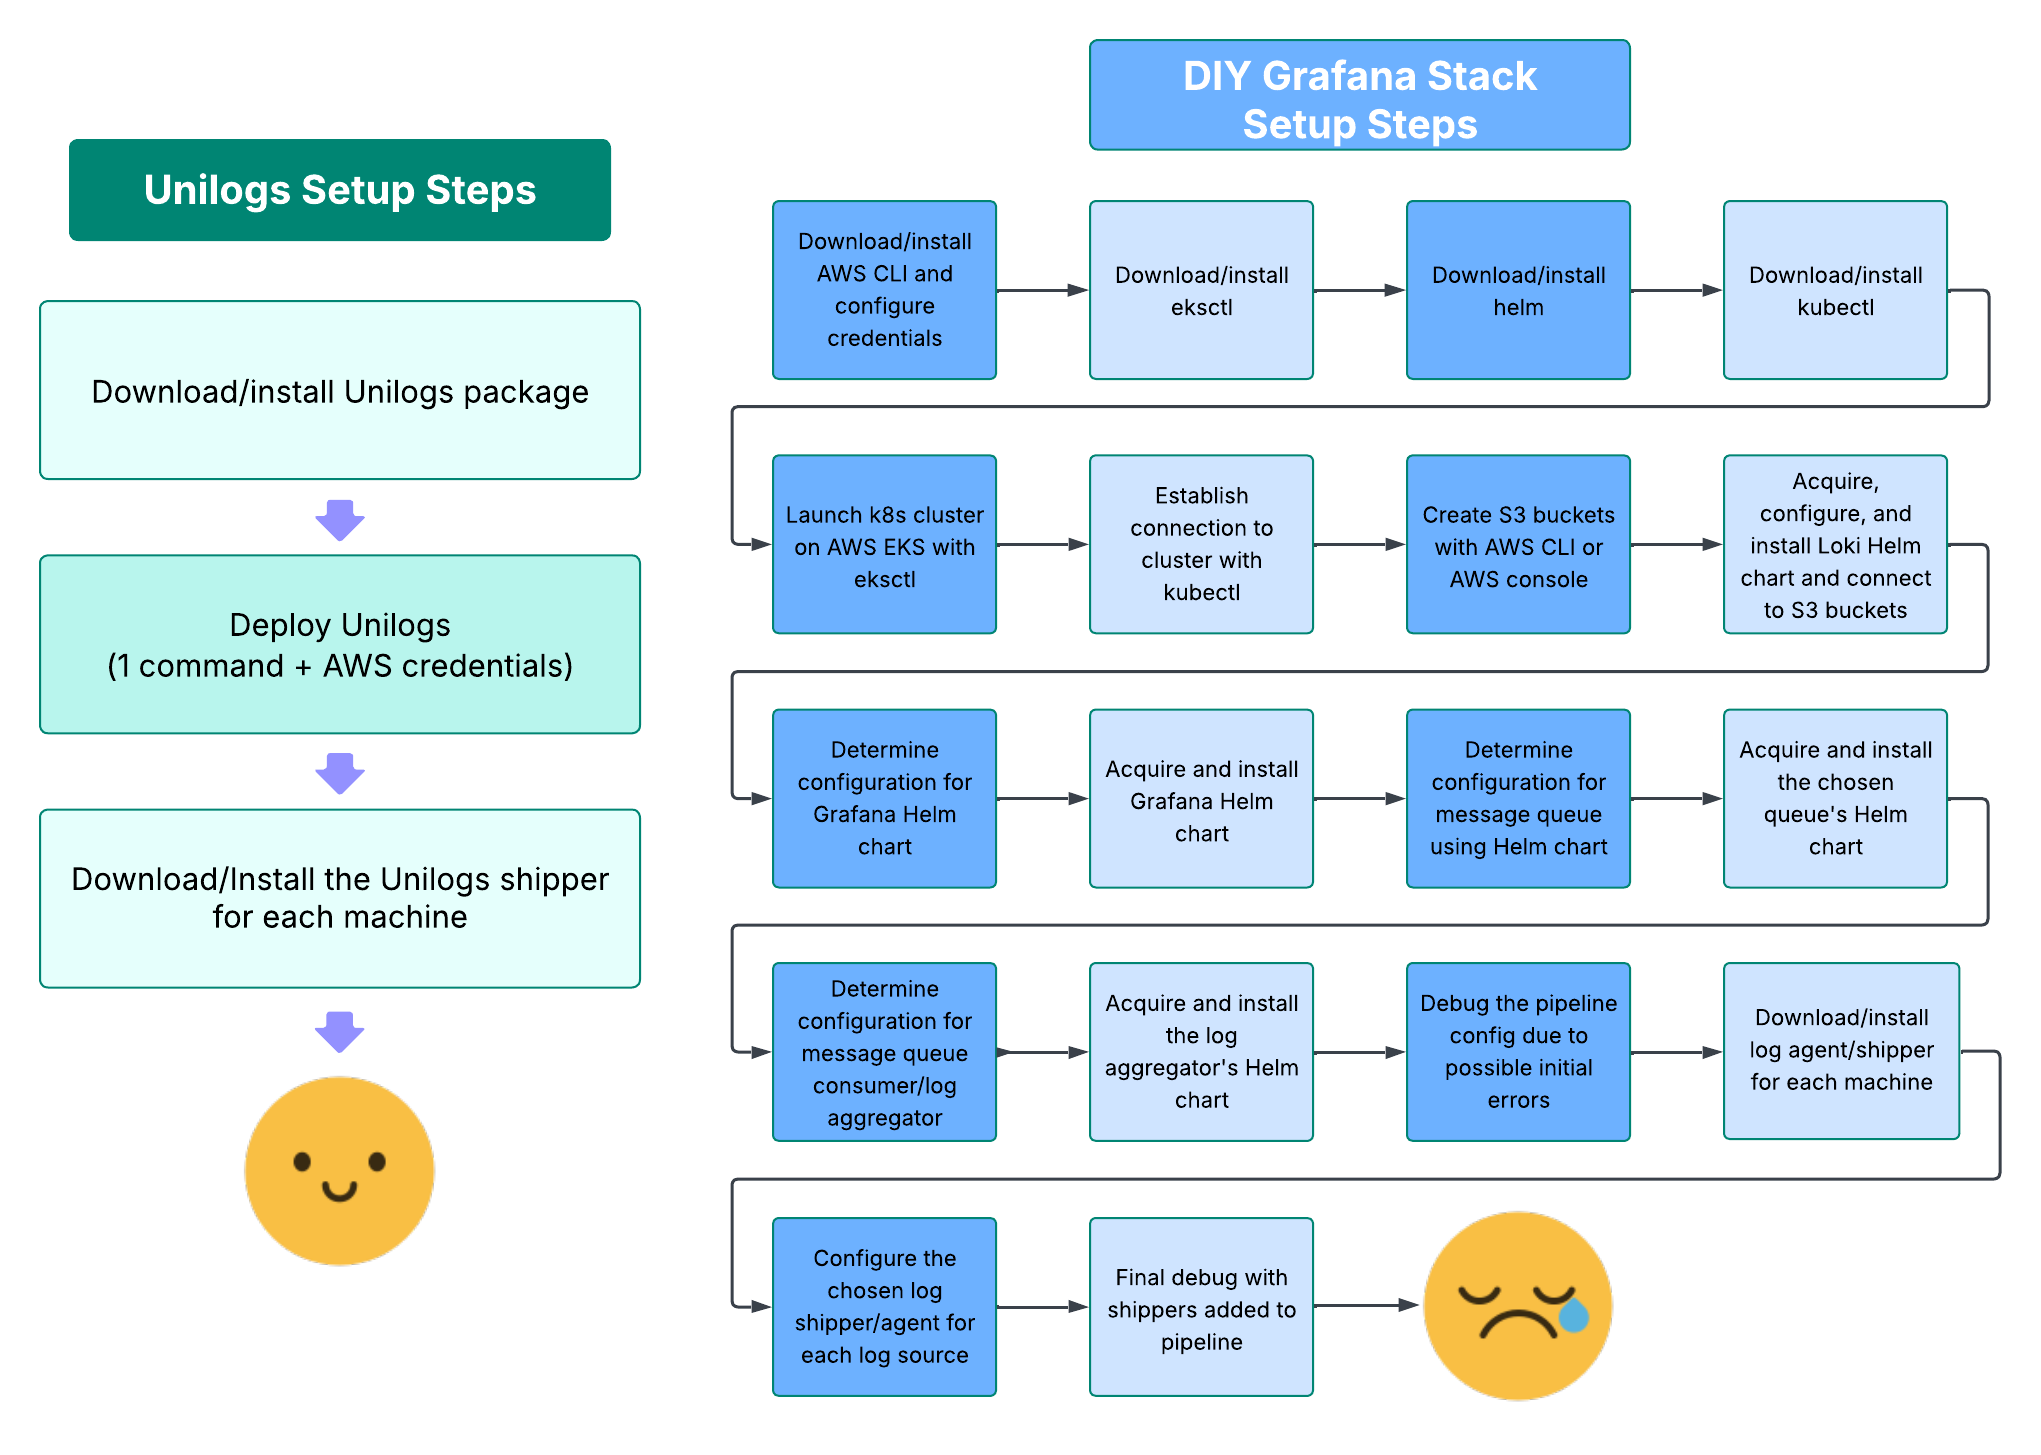 Unilogs Setup Steps
Download/install Unilogs package
Deploy Unilogs
(1 command + AWS credentials)
Download/Install the Unilogs shipper
for each machine
DIY Grafana Stack
Setup Steps
Download/install
AWS CLI and
configure
credentials
Download/install
eksctl
Download/install
helm
Download/install
kubectl
Launch k8s cluster
on AWS EKS with
eksctl
Establish
connection to
cluster with
kubectl
Create S3 buckets
with AWS CLI or
AWS console
Acquire,
configure, and
install Loki Helm
chart and connect
to S3 buckets
Determine
configuration for
Grafana Helm
chart
Acquire and install
Grafana Helm
chart
Determine
configuration for
message queue
using Helm chart
Acquire and install
the chosen
queue's Helm
chart
Determine
configuration for
message queue
consumer/log
aggregator
Acquire and install
the log
aggregator's Helm
chart
Debug the pipeline
config due to
possible initial
errors
Download/install
log agent/shipper
for each machine
Configure the
chosen log
shipper/agent for
each log source
Final debug with
shippers added to
pipeline